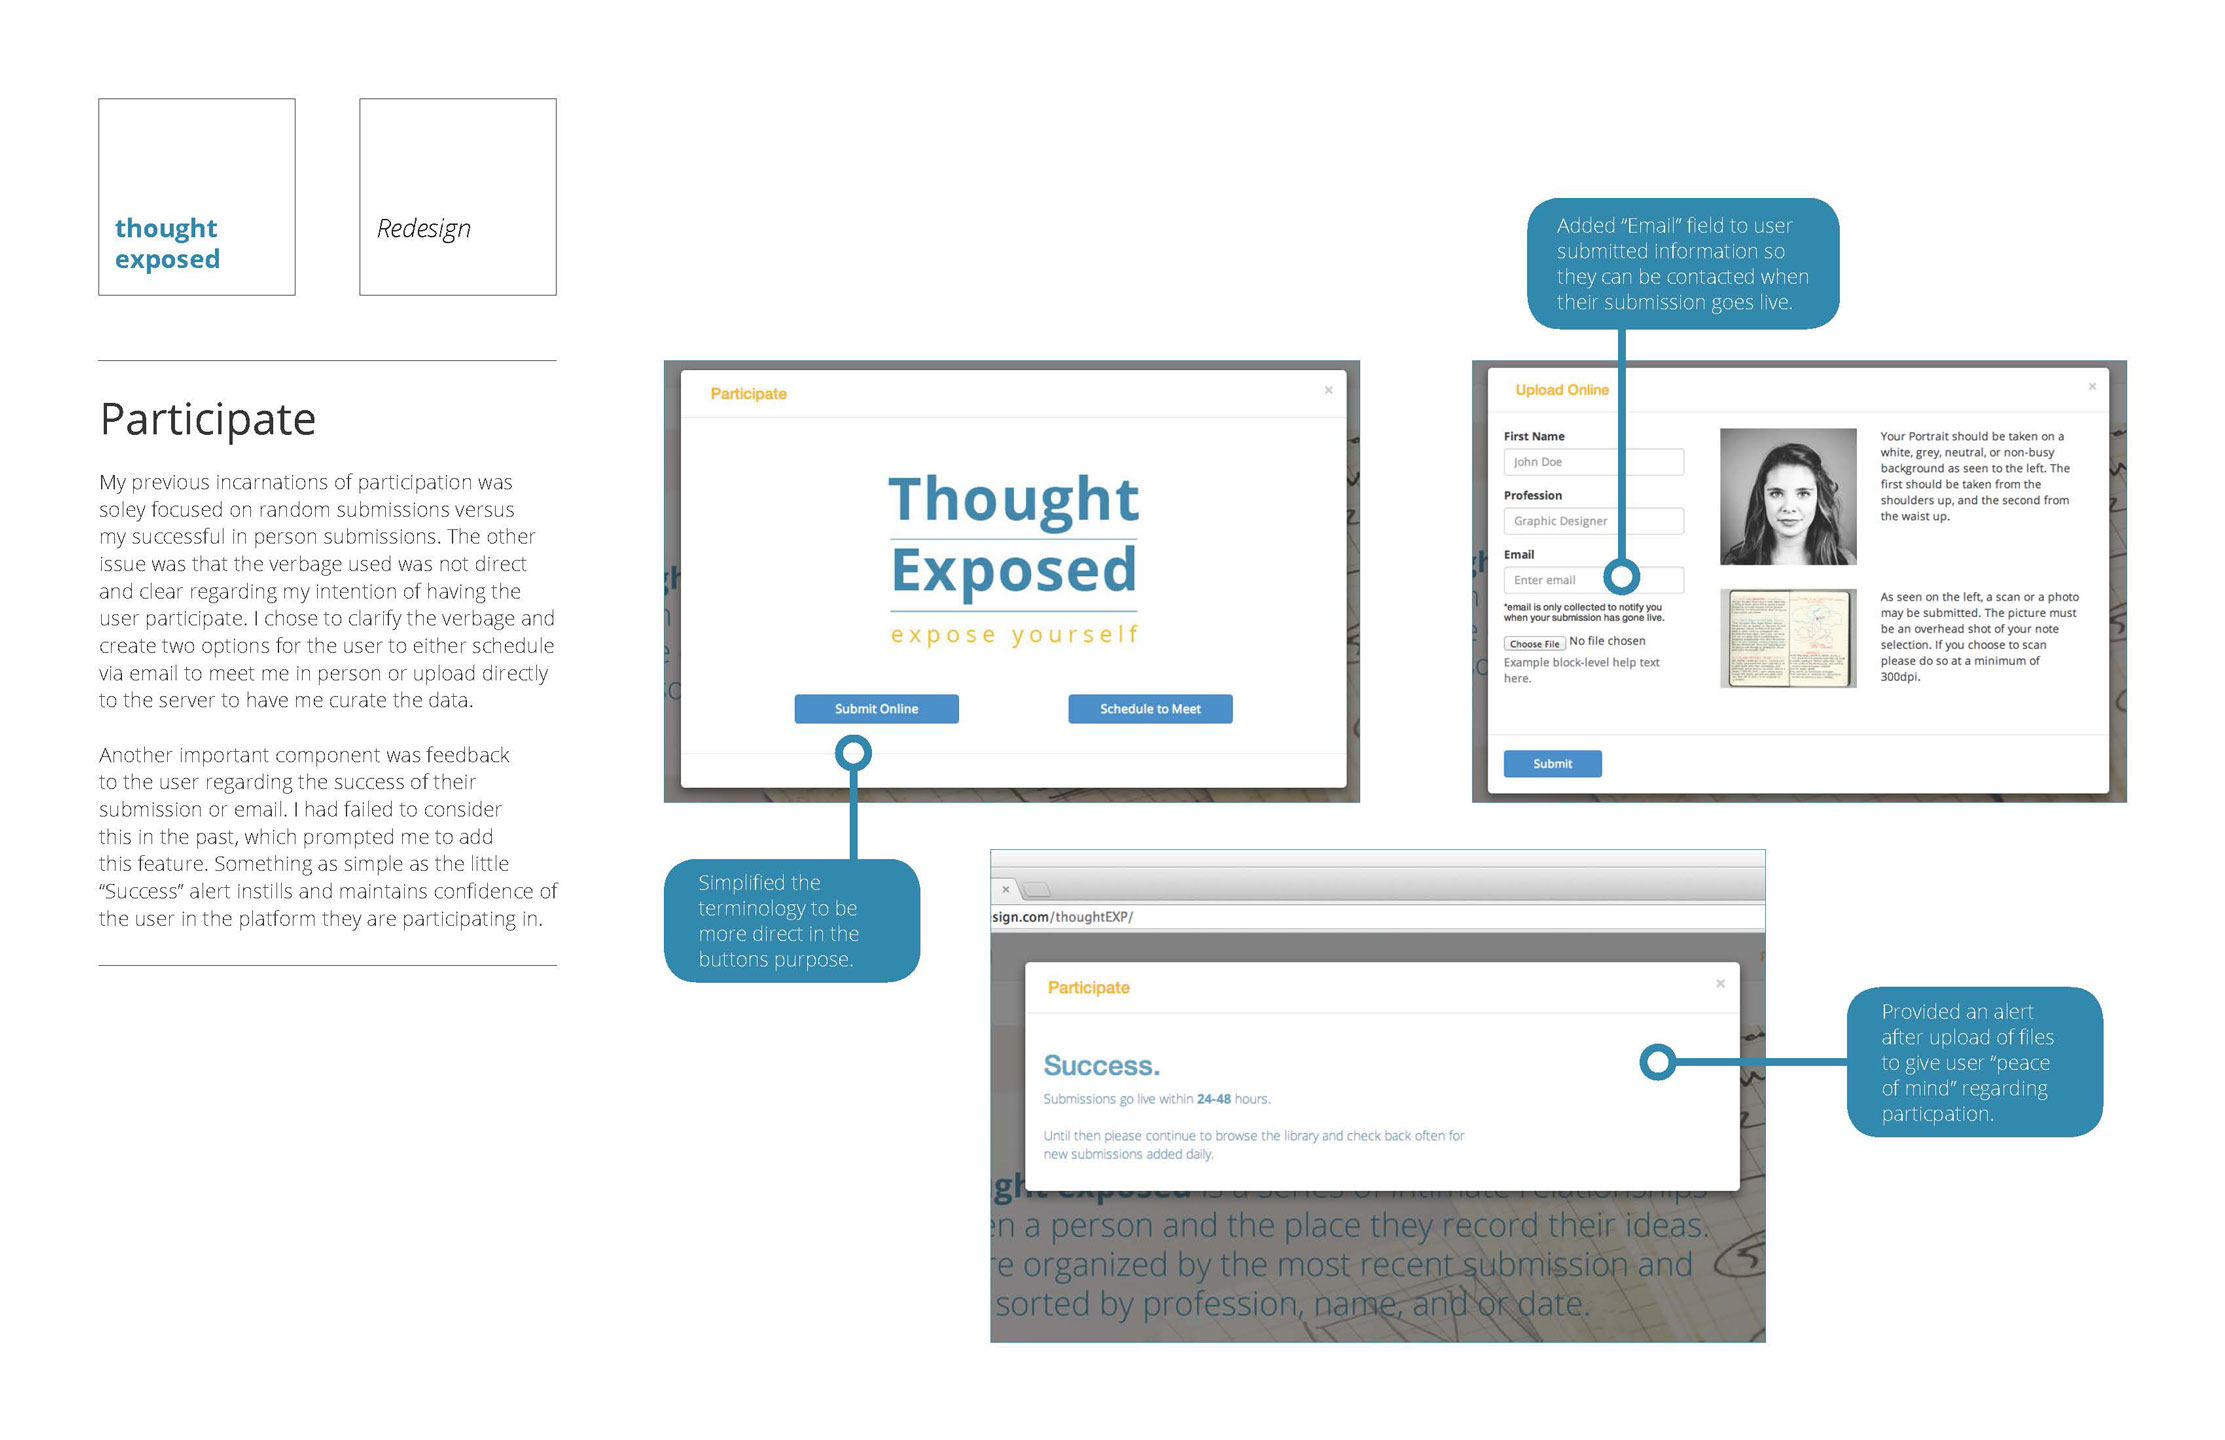 thought
exposed
Redesign
Participate
My previous incarnations of participation was
soley focused on random submissions versus
my successful in person submissions. The other
issue was that the verbage used was not direct
and clear regarding my intention of having the
user participate. I chose to clarify the verbage and
create two options for the user to either schedule
via email to meet me in person or upload directly
to the server to have me curate the data.
Another important component was feedback
to the user regarding the success of their
submission or email. I had failed to consider
this in the past, which prompted me to add
this feature. Something as simple as the little
“Success” alert instills and maintains confidence of
the user in the platform they are participating in.
Participate
×
Thought
Exposed
expose yourself
Submit Online
Schedule to Meet
Simplified the
terminology to be
more direct in the
buttons purpose.
Added “Email” field to user
submitted information so
they can be contacted when
their submission goes live.
Upload Online
×
First Name
John Doe
Profession
Graphic Designer
Email
Enter email
*email is only collected to notify you
when your submission has gone live.
Choose File No file chosen
Example block-level help text
here.
Your Portrait should be taken on a
white, grey, neutral, or non-busy
background as seen to the left. The
first should be taken from the
shoulders up, and the second from
the waist up.
As seen on the left, a scan or a photo
may be submitted. The picture must
be an overhead shot of your note
selection. If you choose to scan
please do so at a minimum of
300dpi.
Submit
×
sign.com/thoughtEXP/
Participate
×
Success.
Submissions go live within 24-48 hours.
Until then please continue to browse the library and check back often for
new submissions added daily.
ght exposed is a series of intimate relationships
en a person and the place they record their ideas.
re organized by the most recent submission and
sorted by profession, name, and or date.
Provided an alert
after upload of files
to give user “peace
of mind” regarding
particpation.